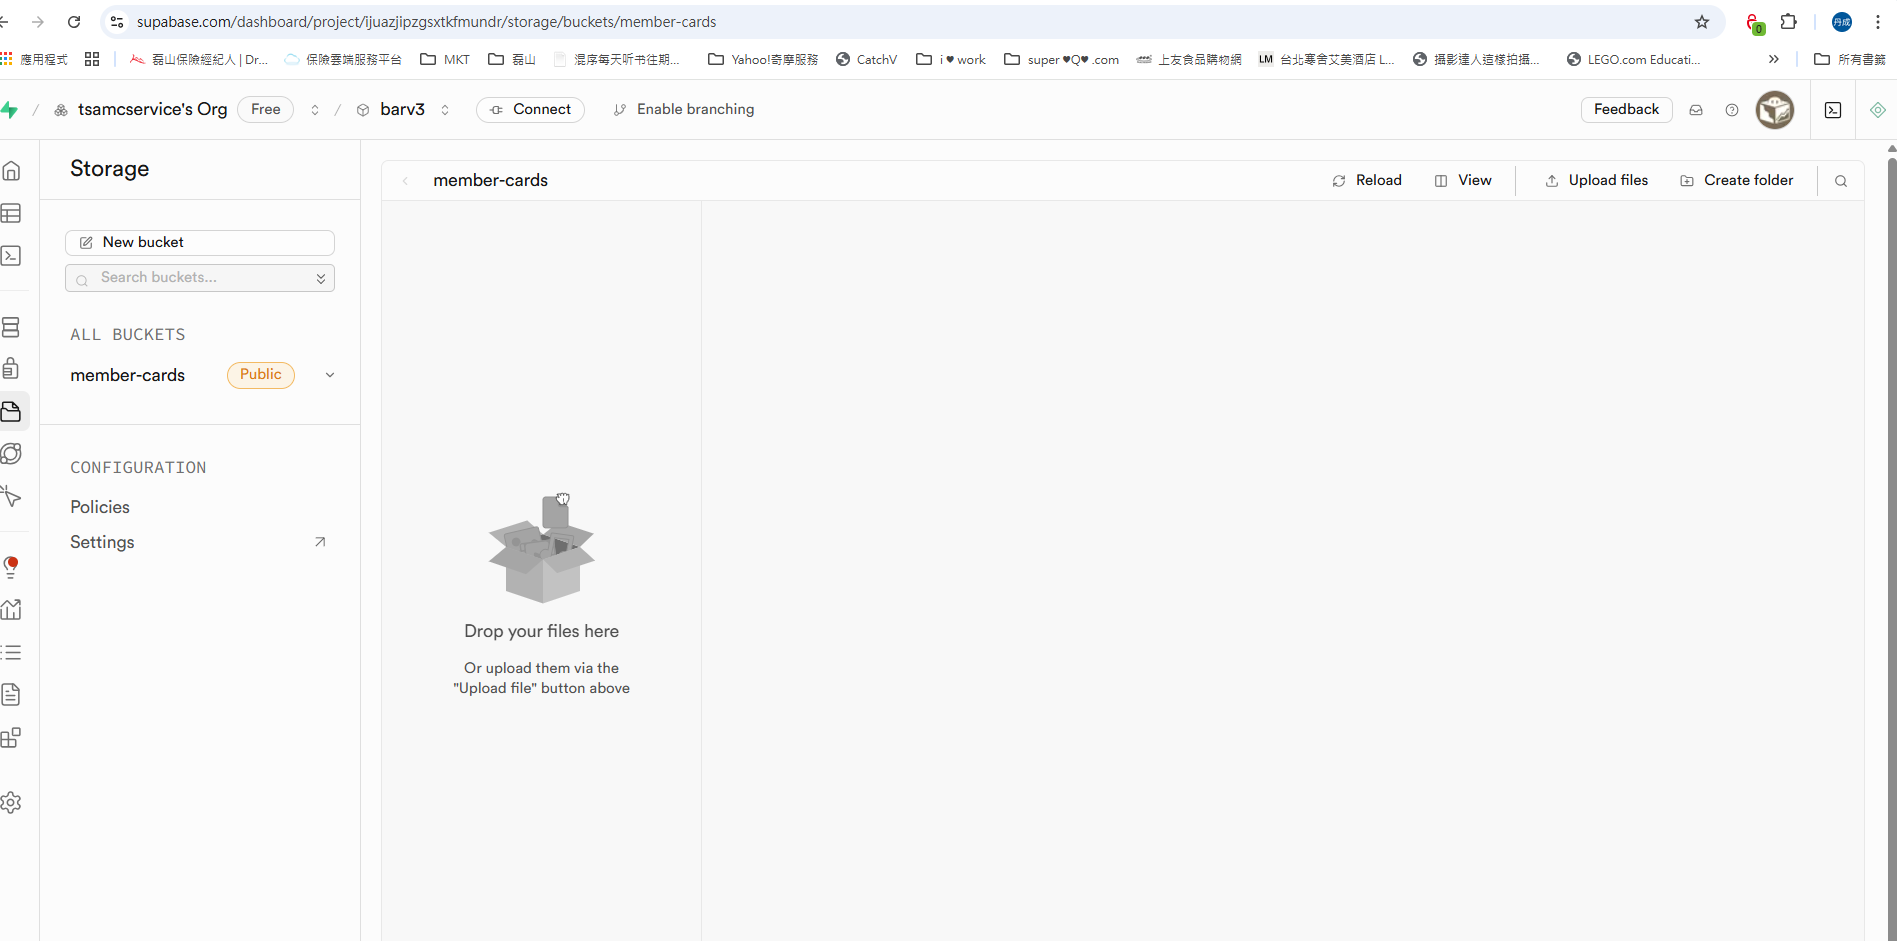 supabase.com/dashboard/project/ijuazjipzgsxtkfmundr/storage/buckets/member-cards
0
丹成
應用程式 磊山保險經紀人 | Dr... 保險雲端服務平台 MKT 磊山 混序每天听书往期... Yahoo!奇摩服務 CatchV i ♥ work super ♥Q♥ .com 上友食品購物網 LM 台北寒舍艾美酒店 L... 攝影達人這樣拍攝... LEGO.com Educati... » 所有書籤
/ tsamcservice's Org Free / barv3 Connect Enable branching Feedback
Storage
member-cards Reload View Upload files Create folder
New bucket
Search buckets...
ALL BUCKETS
member-cards Public
CONFIGURATION
Policies
Settings
Drop your files here
Or upload them via the
"Upload file" button above